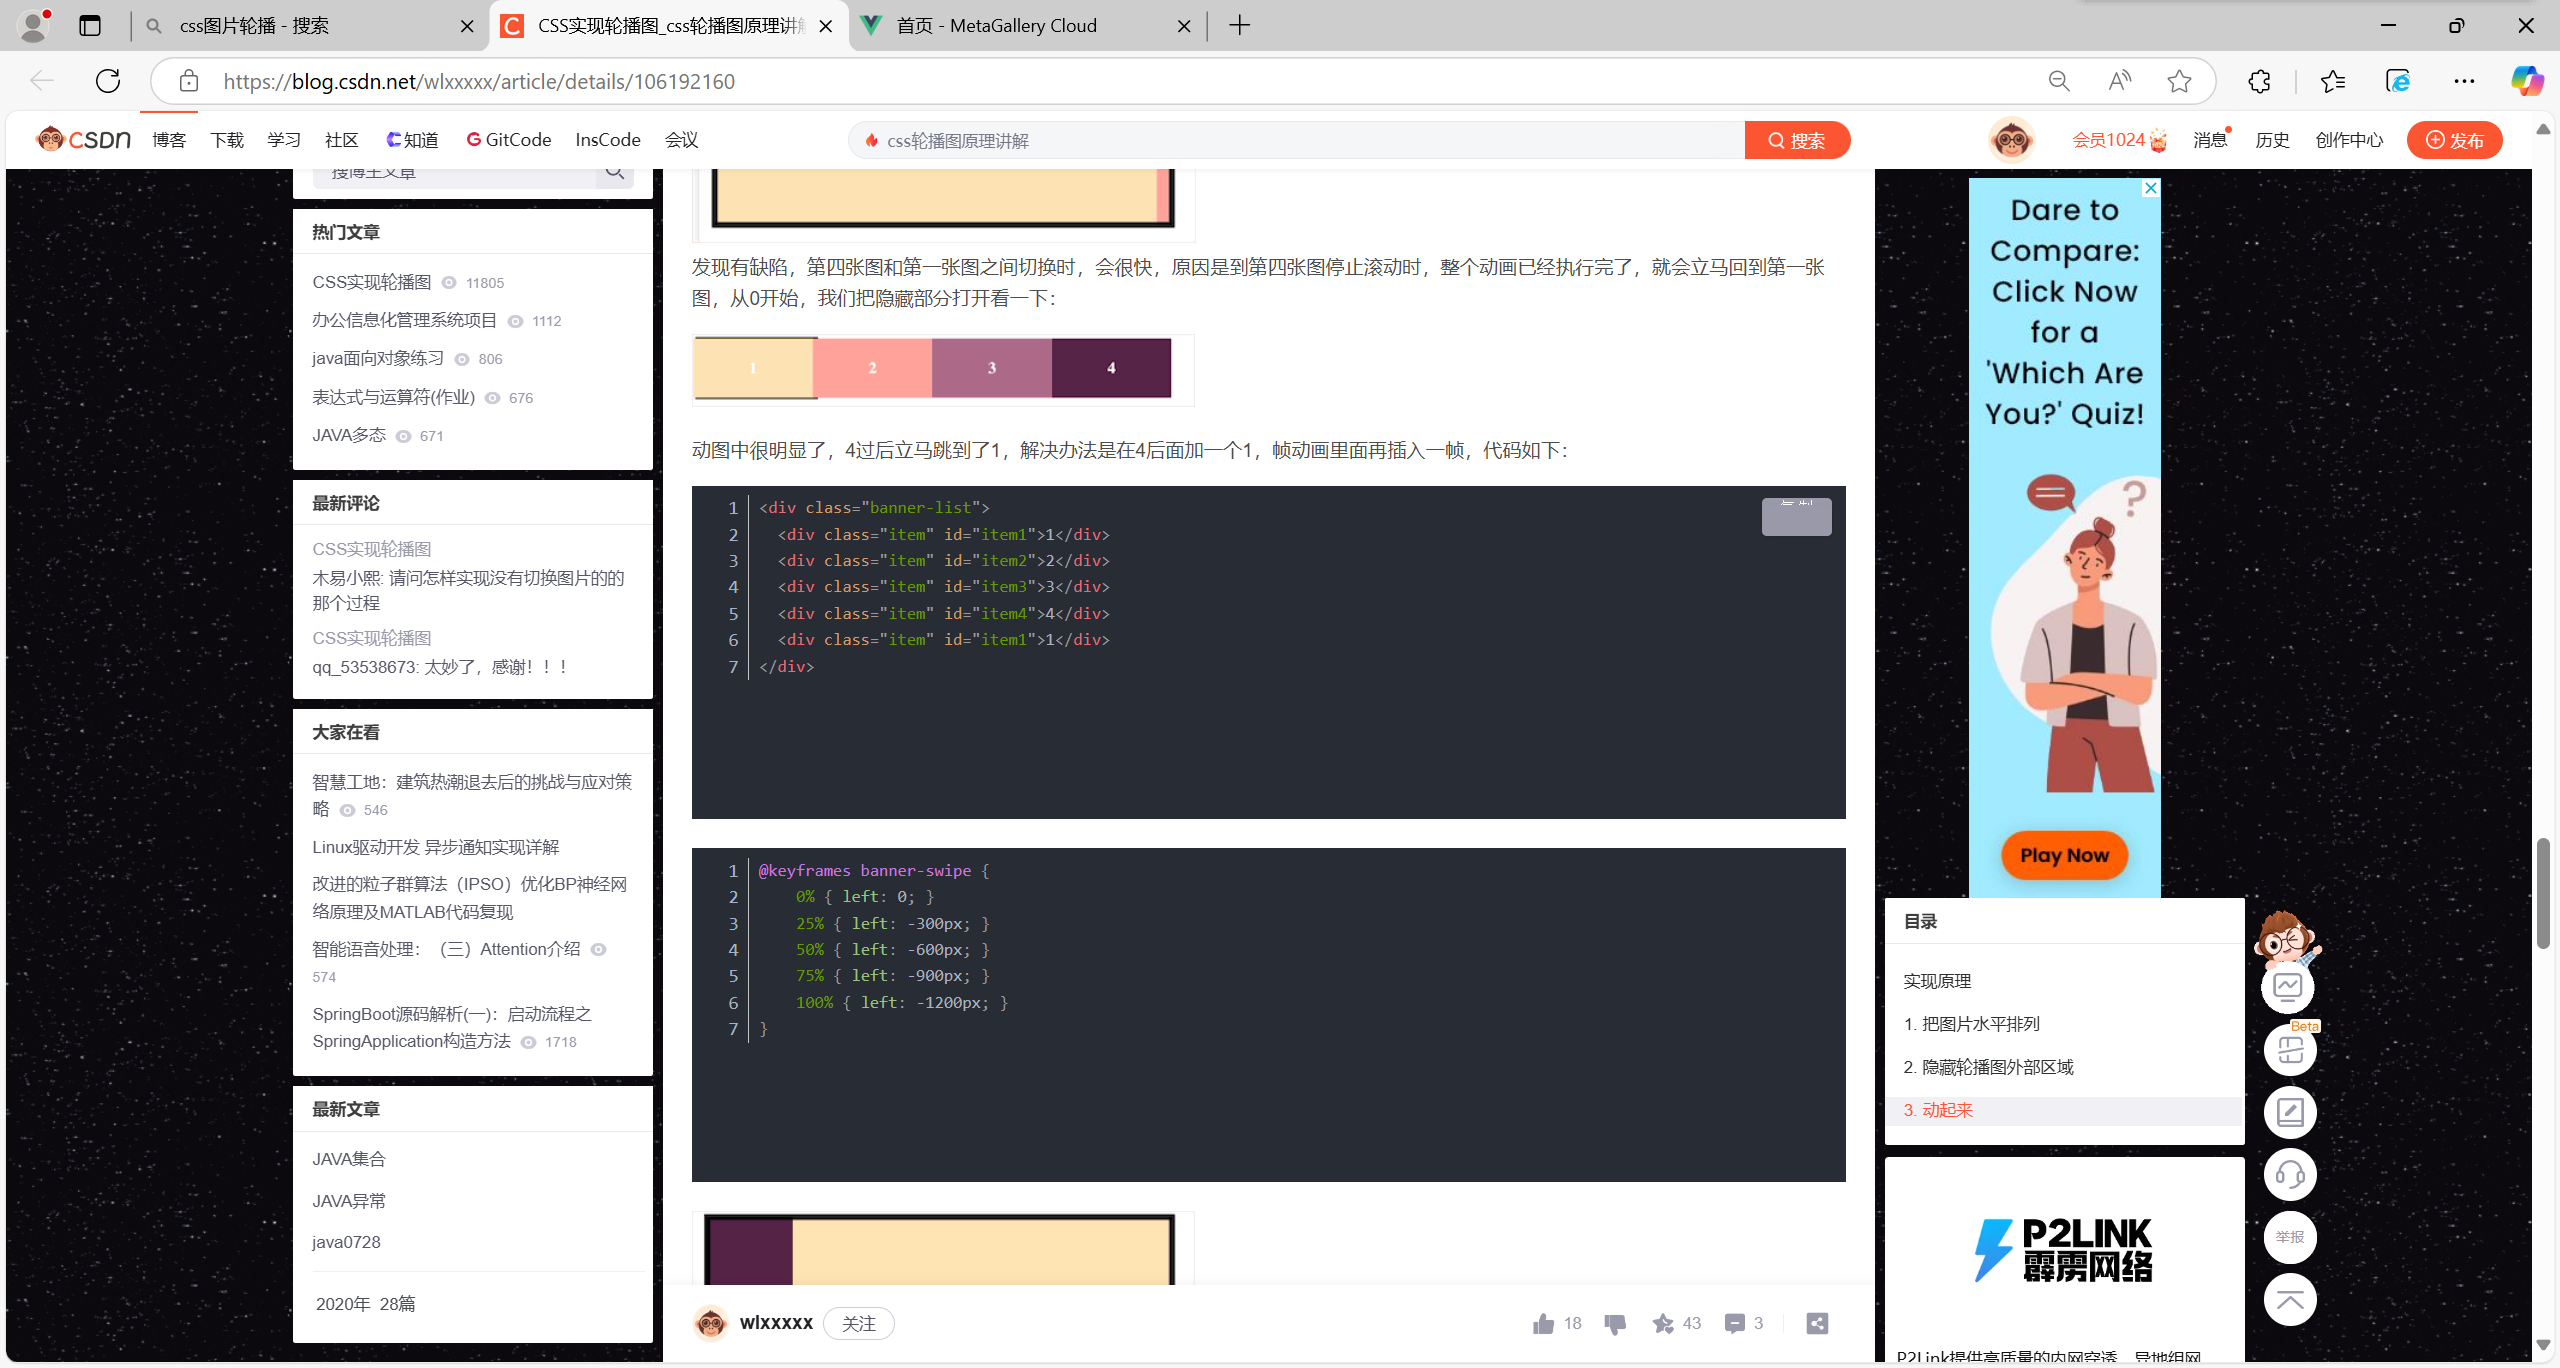 css图片轮播 - 搜索
CSS实现轮播图_css轮播图原理讲解
首页 - MetaGallery Cloud
https://blog.csdn.net/wlxxxxx/article/details/106192160
CSDN
博客
下载
学习
社区
知道
GitCode
InsCode
会议
css轮播图原理讲解
搜索
会员1024
消息
历史
创作中心
发布
搜博主文章
热门文章
CSS实现轮播图 11805
办公信息化管理系统项目 1112
java面向对象练习 806
表达式与运算符(作业) 676
JAVA多态 671
最新评论
CSS实现轮播图
木易小熙: 请问怎样实现没有切换图片的的
那个过程
CSS实现轮播图
qq_53538673: 太妙了，感谢！！！
大家在看
智慧工地：建筑热潮退去后的挑战与应对策
略 546
Linux驱动开发 异步通知实现详解
改进的粒子群算法（IPSO）优化BP神经网
络原理及MATLAB代码复现
智能语音处理：（三）Attention介绍
574
SpringBoot源码解析(一)：启动流程之
SpringApplication构造方法 1718
最新文章
JAVA集合
JAVA异常
java0728
2020年 28篇
发现有缺陷，第四张图和第一张图之间切换时，会很快，原因是到第四张图停止滚动时，整个动画已经执行完了，就会立马回到第一张
图，从0开始，我们把隐藏部分打开看一下：
1 2 3 4
动图中很明显了，4过后立马跳到了1，解决办法是在4后面加一个1，帧动画里面再插入一帧，代码如下：
复制
1 <div class="banner-list">
2 <div class="item" id="item1">1</div>
3 <div class="item" id="item2">2</div>
4 <div class="item" id="item3">3</div>
5 <div class="item" id="item4">4</div>
6 <div class="item" id="item1">1</div>
7 </div>
1 @keyframes banner-swipe {
2 0% { left: 0; }
3 25% { left: -300px; }
4 50% { left: -600px; }
5 75% { left: -900px; }
6 100% { left: -1200px; }
7 }
wlxxxxx
关注
18
43
3
Dare to
Compare:
Click Now
for a
'Which Are
You?' Quiz!
?
Play Now
目录
实现原理
1. 把图片水平排列
2. 隐藏轮播图外部区域
3. 动起来
Beta
举报
P2LINK
霹雳网络
P2Link提供高质量的内网穿透、异地组网